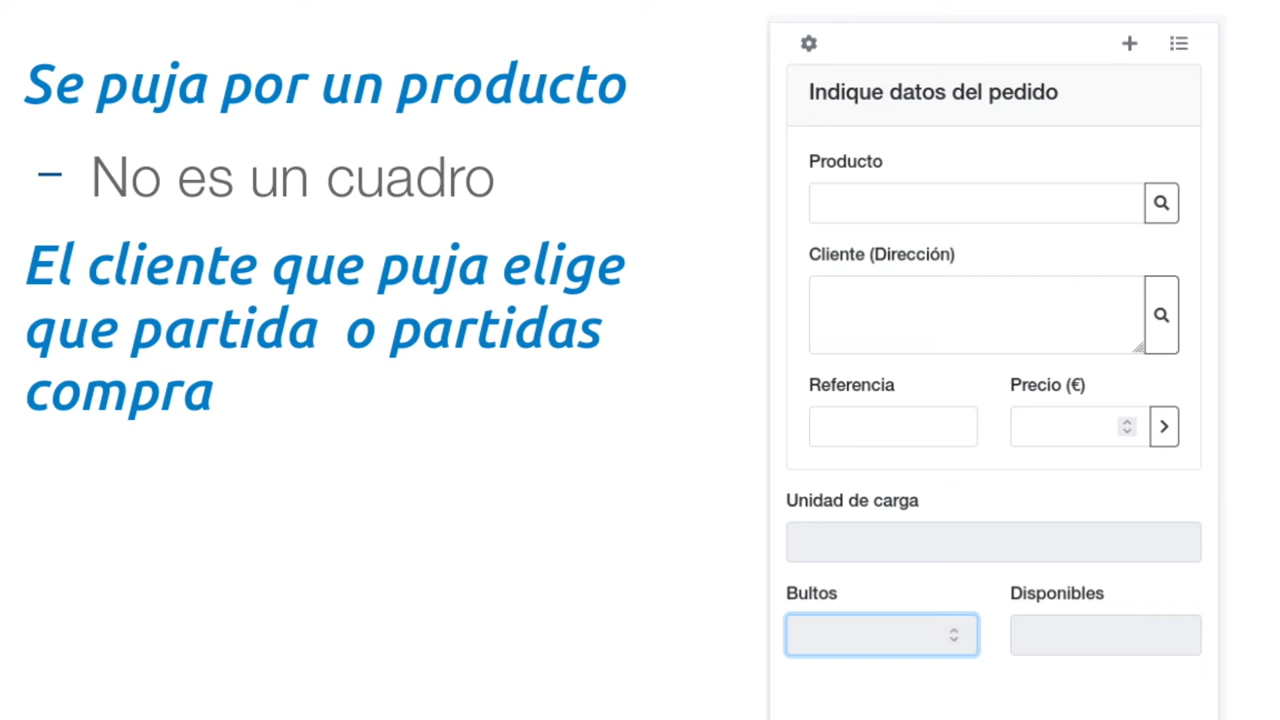 Se puja por un producto
– No es un cuadro
El cliente que puja elige
que partida o partidas
compra
Indique datos del pedido
Producto
Cliente (Dirección)
Referencia Precio (€)
Unidad de carga
Bultos Disponibles